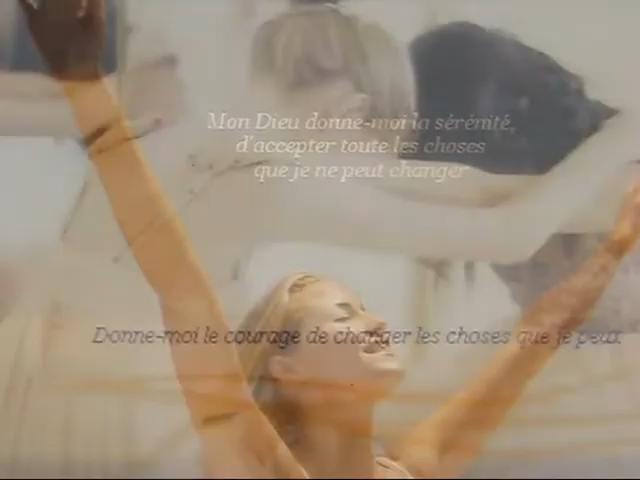 Mon Dieu donne-moi la sérénité,
d'accepter toute les choses
que je ne peut changer
Donne-moi le courage de changer les choses que je peux